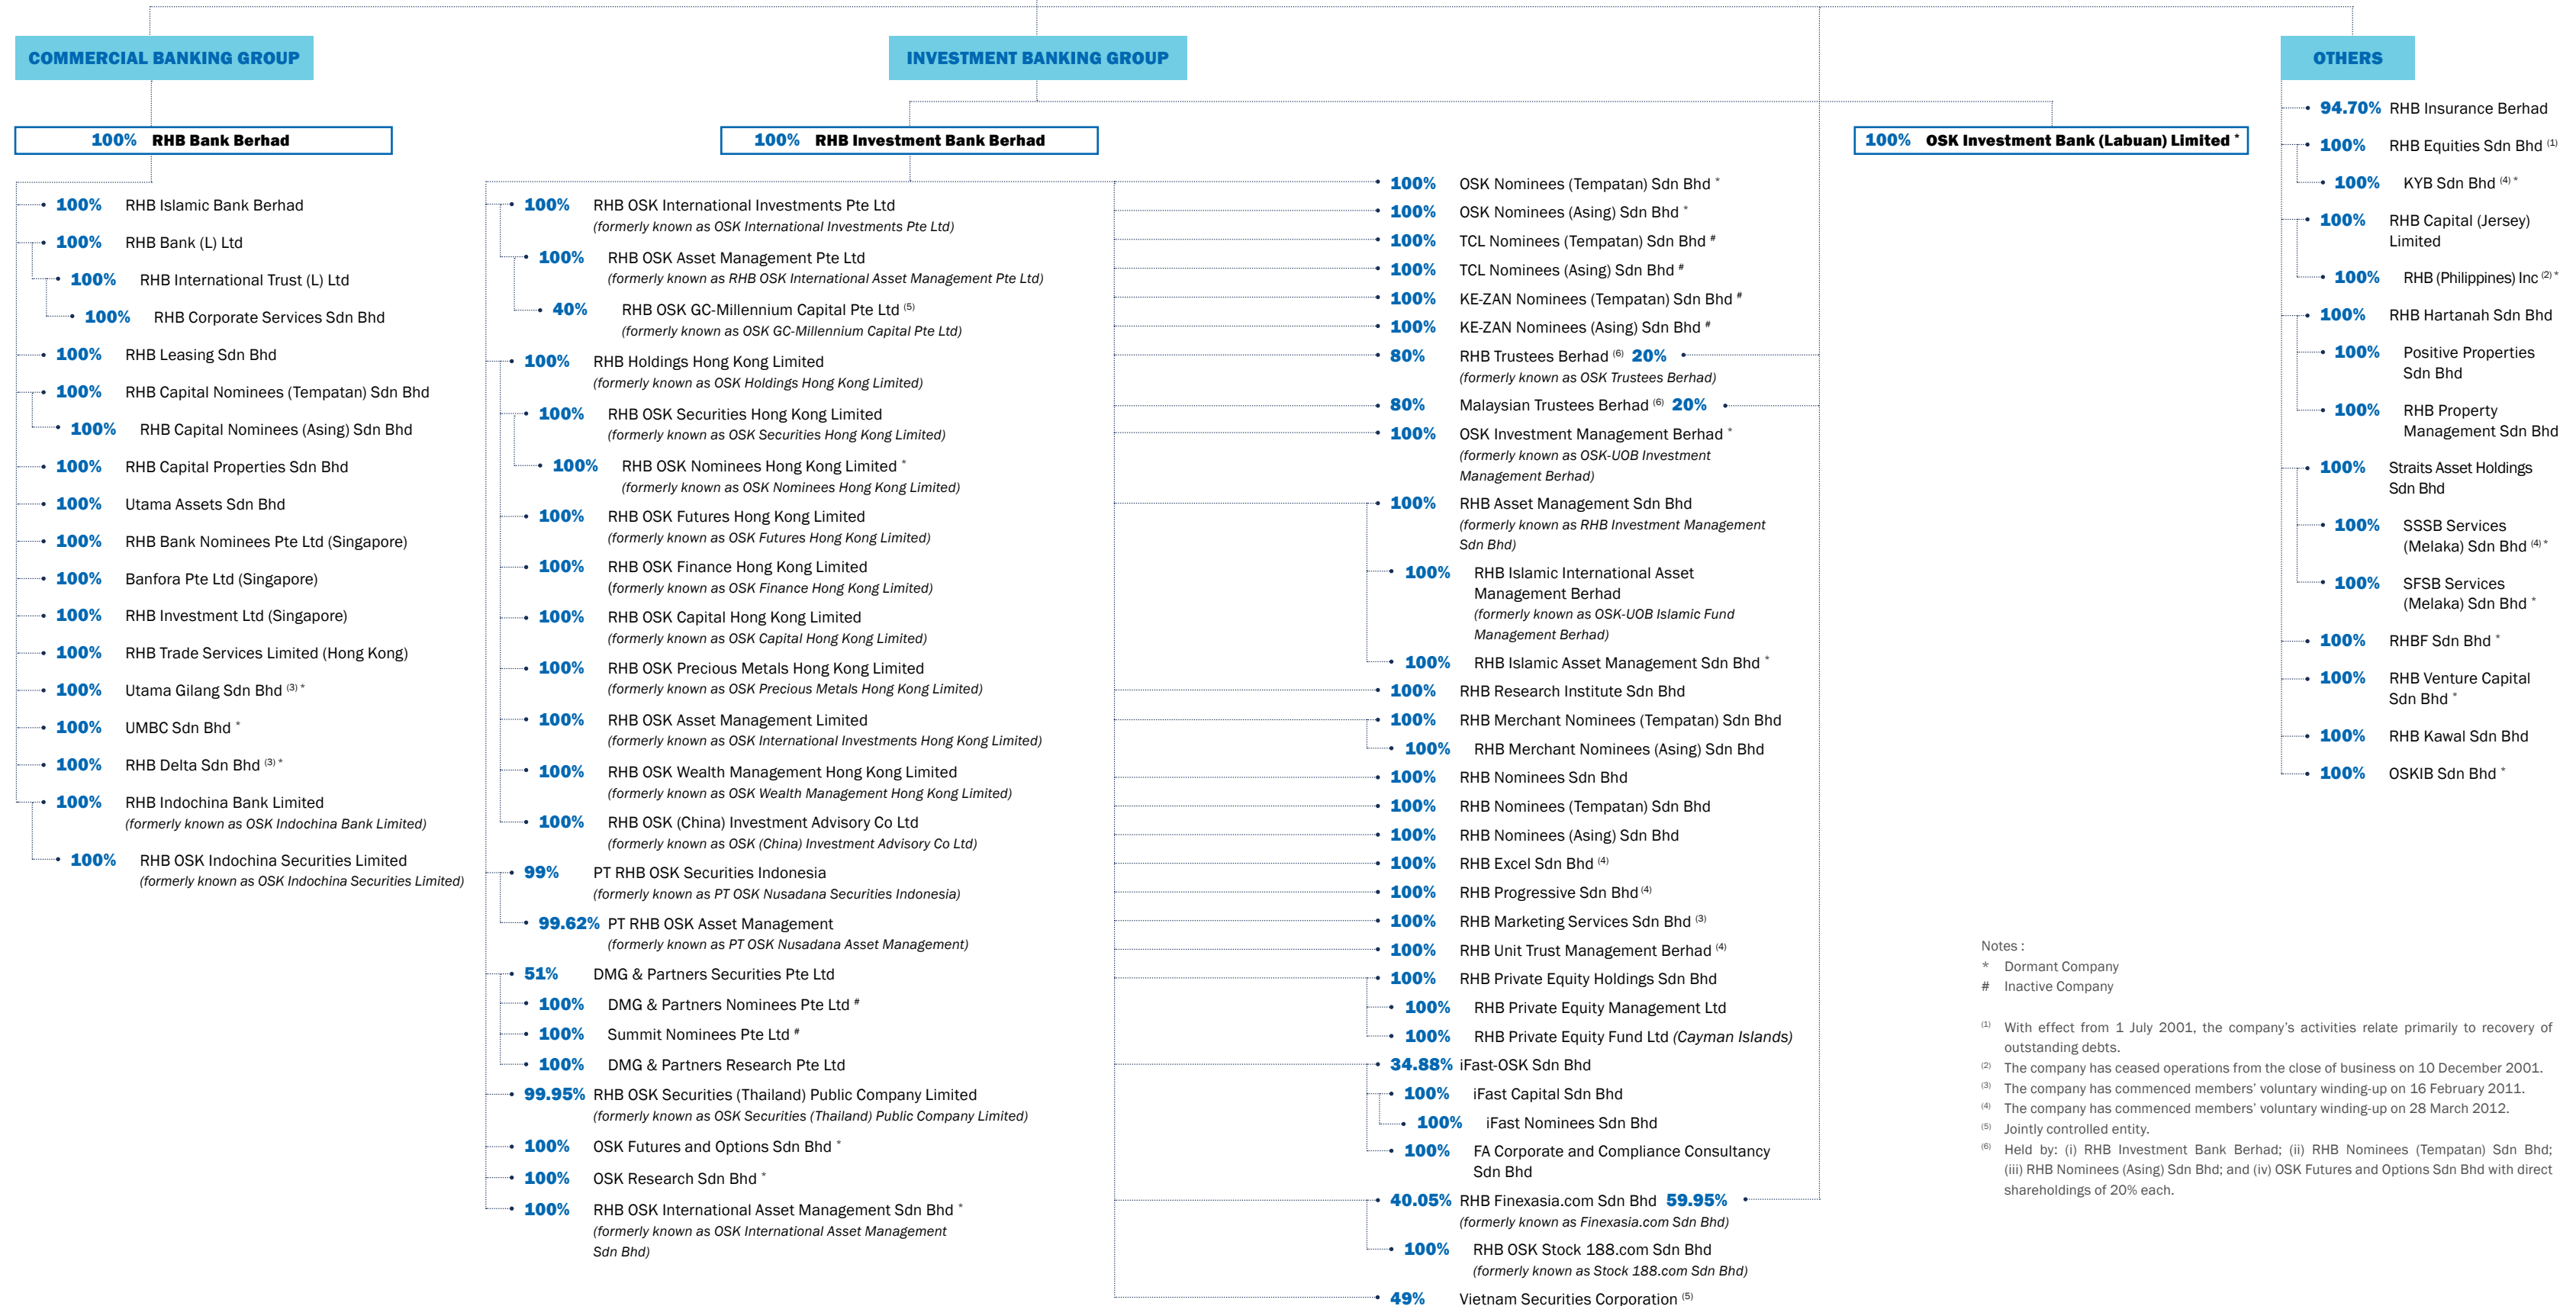 COMMERCIAL BANKING GROUP
100% RHB Bank Berhad
100% RHB Islamic Bank Berhad
100% RHB Bank (L) Ltd
100% RHB International Trust (L) Ltd
100% RHB Corporate Services Sdn Bhd
100% RHB Leasing Sdn Bhd
100% RHB Capital Nominees (Tempatan) Sdn Bhd
100% RHB Capital Nominees (Asing) Sdn Bhd
100% RHB Capital Properties Sdn Bhd
100% Utama Assets Sdn Bhd
100% RHB Bank Nominees Pte Ltd (Singapore)
100% Banfora Pte Ltd (Singapore)
100% RHB Investment Ltd (Singapore)
100% RHB Trade Services Limited (Hong Kong)
100% Utama Gilang Sdn Bhd (3) *
100% UMBC Sdn Bhd *
100% RHB Delta Sdn Bhd (3) *
100% RHB Indochina Bank Limited
(formerly known as OSK Indochina Bank Limited)
100% RHB OSK Indochina Securities Limited
(formerly known as OSK Indochina Securities Limited)
INVESTMENT BANKING GROUP
100% RHB Investment Bank Berhad
100% RHB OSK International Investments Pte Ltd
(formerly known as OSK International Investments Pte Ltd)
100% RHB OSK Asset Management Pte Ltd
(formerly known as RHB OSK International Asset Management Pte Ltd)
40% RHB OSK GC-Millennium Capital Pte Ltd (5)
(formerly known as OSK GC-Millennium Capital Pte Ltd)
100% RHB Holdings Hong Kong Limited
(formerly known as OSK Holdings Hong Kong Limited)
100% RHB OSK Securities Hong Kong Limited
(formerly known as OSK Securities Hong Kong Limited)
100% RHB OSK Nominees Hong Kong Limited *
(formerly known as OSK Nominees Hong Kong Limited)
100% RHB OSK Futures Hong Kong Limited
(formerly known as OSK Futures Hong Kong Limited)
100% RHB OSK Finance Hong Kong Limited
(formerly known as OSK Finance Hong Kong Limited)
100% RHB OSK Capital Hong Kong Limited
(formerly known as OSK Capital Hong Kong Limited)
100% RHB OSK Precious Metals Hong Kong Limited
(formerly known as OSK Precious Metals Hong Kong Limited)
100% RHB OSK Asset Management Limited
(formerly known as OSK International Investments Hong Kong Limited)
100% RHB OSK Wealth Management Hong Kong Limited
(formerly known as OSK Wealth Management Hong Kong Limited)
100% RHB OSK (China) Investment Advisory Co Ltd
(formerly known as OSK (China) Investment Advisory Co Ltd)
99% PT RHB OSK Securities Indonesia
(formerly known as PT OSK Nusadana Securities Indonesia)
99.62% PT RHB OSK Asset Management
(formerly known as PT OSK Nusadana Asset Management)
51% DMG & Partners Securities Pte Ltd
100% DMG & Partners Nominees Pte Ltd #
100% Summit Nominees Pte Ltd #
100% DMG & Partners Research Pte Ltd
99.95% RHB OSK Securities (Thailand) Public Company Limited
(formerly known as OSK Securities (Thailand) Public Company Limited)
100% OSK Futures and Options Sdn Bhd *
100% OSK Research Sdn Bhd *
100% RHB OSK International Asset Management Sdn Bhd *
(formerly known as OSK International Asset Management
Sdn Bhd)
100% OSK Nominees (Tempatan) Sdn Bhd *
100% OSK Nominees (Asing) Sdn Bhd *
100% TCL Nominees (Tempatan) Sdn Bhd #
100% TCL Nominees (Asing) Sdn Bhd #
100% KE-ZAN Nominees (Tempatan) Sdn Bhd #
100% KE-ZAN Nominees (Asing) Sdn Bhd #
80% RHB Trustees Berhad (6) 20%
(formerly known as OSK Trustees Berhad)
80% Malaysian Trustees Berhad (6) 20%
100% OSK Investment Management Berhad *
(formerly known as OSK-UOB Investment
Management Berhad)
100% RHB Asset Management Sdn Bhd
(formerly known as RHB Investment Management
Sdn Bhd)
100% RHB Islamic International Asset
Management Berhad
(formerly known as OSK-UOB Islamic Fund
Management Berhad)
100% RHB Islamic Asset Management Sdn Bhd *
100% RHB Research Institute Sdn Bhd
100% RHB Merchant Nominees (Tempatan) Sdn Bhd
100% RHB Merchant Nominees (Asing) Sdn Bhd
100% RHB Nominees Sdn Bhd
100% RHB Nominees (Tempatan) Sdn Bhd
100% RHB Nominees (Asing) Sdn Bhd
100% RHB Excel Sdn Bhd (4)
100% RHB Progressive Sdn Bhd (4)
100% RHB Marketing Services Sdn Bhd (3)
100% RHB Unit Trust Management Berhad (4)
100% RHB Private Equity Holdings Sdn Bhd
100% RHB Private Equity Management Ltd
100% RHB Private Equity Fund Ltd (Cayman Islands)
34.88% iFast-OSK Sdn Bhd
100% iFast Capital Sdn Bhd
100% iFast Nominees Sdn Bhd
100% FA Corporate and Compliance Consultancy
Sdn Bhd
40.05% RHB Finexasia.com Sdn Bhd 59.95%
(formerly known as Finexasia.com Sdn Bhd)
100% RHB OSK Stock 188.com Sdn Bhd
(formerly known as Stock 188.com Sdn Bhd)
49% Vietnam Securities Corporation (5)
100% OSK Investment Bank (Labuan) Limited *
OTHERS
94.70% RHB Insurance Berhad
100% RHB Equities Sdn Bhd (1)
100% KYB Sdn Bhd (4) *
100% RHB Capital (Jersey)
Limited
100% RHB (Philippines) Inc (2) *
100% RHB Hartanah Sdn Bhd
100% Positive Properties
Sdn Bhd
100% RHB Property
Management Sdn Bhd
100% Straits Asset Holdings
Sdn Bhd
100% SSSB Services
(Melaka) Sdn Bhd (4) *
100% SFSB Services
(Melaka) Sdn Bhd *
100% RHBF Sdn Bhd *
100% RHB Venture Capital
Sdn Bhd *
100% RHB Kawal Sdn Bhd
100% OSKIB Sdn Bhd *
Notes :
* Dormant Company
# Inactive Company
(1) With effect from 1 July 2001, the company's activities relate primarily to recovery of
outstanding debts.
(2) The company has ceased operations from the close of business on 10 December 2001.
(3) The company has commenced members' voluntary winding-up on 16 February 2011.
(4) The company has commenced members' voluntary winding-up on 28 March 2012.
(5) Jointly controlled entity.
(6) Held by: (i) RHB Investment Bank Berhad; (ii) RHB Nominees (Tempatan) Sdn Bhd;
(iii) RHB Nominees (Asing) Sdn Bhd; and (iv) OSK Futures and Options Sdn Bhd with direct
shareholdings of 20% each.